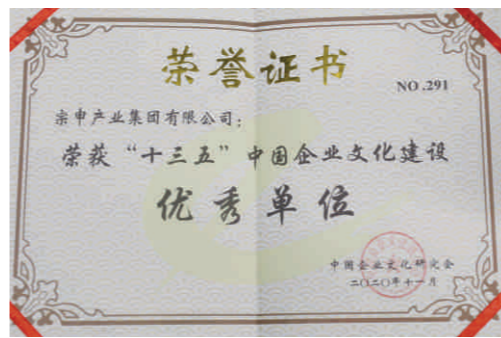 荣誉证书
NO.291
宗申产业集团有限公司:
荣获“十三五”中国企业文化建设
优秀单位
中国企业文化研究会
二〇二〇年十一月